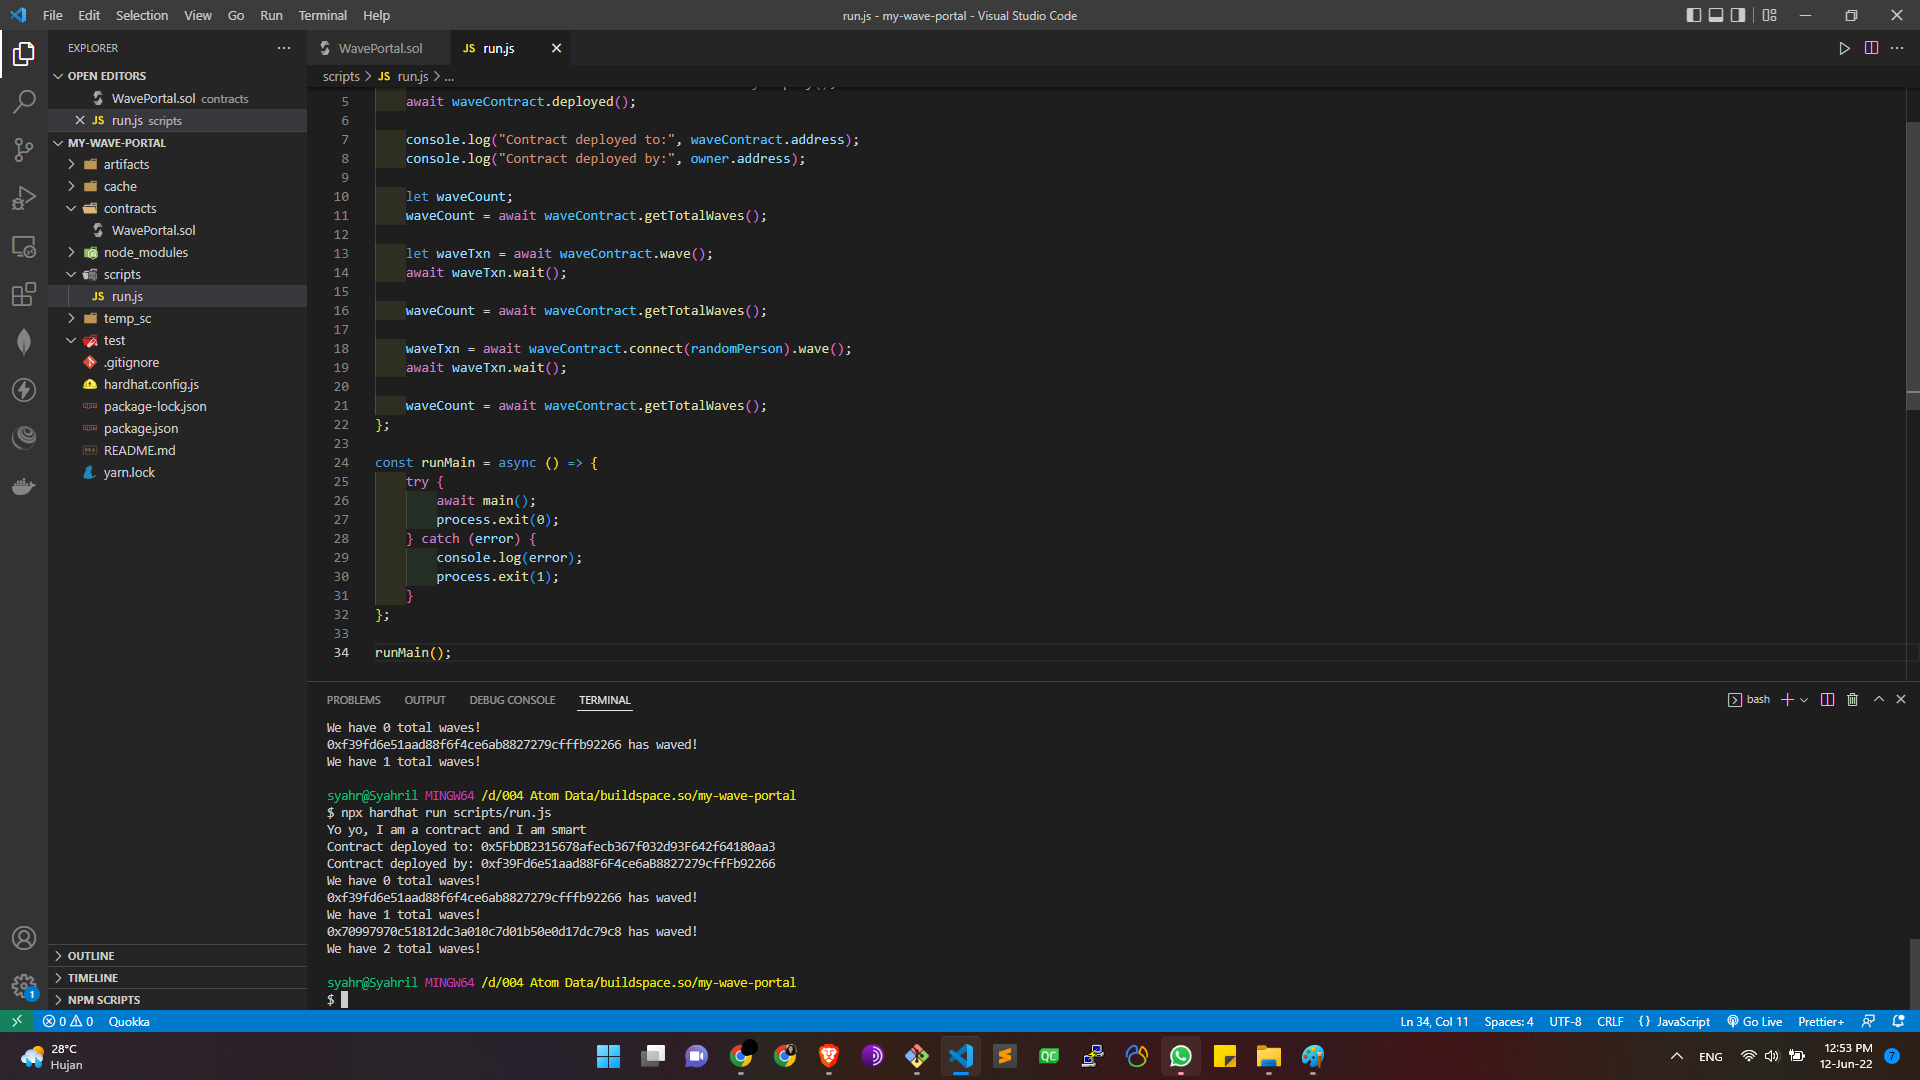 File Edit Selection View Go Run Terminal Help
run.js - my-wave-portal - Visual Studio Code
EXPLORER
OPEN EDITORS
WavePortal.sol contracts
JS run.js scripts
MY-WAVE-PORTAL
artifacts
cache
contracts
WavePortal.sol
node_modules
scripts
JS run.js
temp_sc
test
.gitignore
hardhat.config.js
package-lock.json
package.json
README.md
yarn.lock
OUTLINE
TIMELINE
NPM SCRIPTS
WavePortal.sol
JS run.js
scripts > JS run.js > ...
5 await waveContract.deployed();
6
7 console.log("Contract deployed to:", waveContract.address);
8 console.log("Contract deployed by:", owner.address);
9
10 let waveCount;
11 waveCount = await waveContract.getTotalWaves();
12
13 let waveTxn = await waveContract.wave();
14 await waveTxn.wait();
15
16 waveCount = await waveContract.getTotalWaves();
17
18 waveTxn = await waveContract.connect(randomPerson).wave();
19 await waveTxn.wait();
20
21 waveCount = await waveContract.getTotalWaves();
22 };
23
24 const runMain = async () => {
25 try {
26 await main();
27 process.exit(0);
28 } catch (error) {
29 console.log(error);
30 process.exit(1);
31 }
32 };
33
34 runMain();
PROBLEMS OUTPUT DEBUG CONSOLE TERMINAL
bash
We have 0 total waves!
0xf39fd6e51aad88f6f4ce6ab8827279cfffb92266 has waved!
We have 1 total waves!
syahr@Syahril MINGW64 /d/004 Atom Data/buildspace.so/my-wave-portal
$ npx hardhat run scripts/run.js
Yo yo, I am a contract and I am smart
Contract deployed to: 0x5FbDB2315678afecb367f032d93F642f64180aa3
Contract deployed by: 0xf39Fd6e51aad88F6F4ce6aB8827279cffFb92266
We have 0 total waves!
0xf39fd6e51aad88f6f4ce6ab8827279cfffb92266 has waved!
We have 1 total waves!
0x70997970c51812dc3a010c7d01b50e0d17dc79c8 has waved!
We have 2 total waves!
syahr@Syahril MINGW64 /d/004 Atom Data/buildspace.so/my-wave-portal
$
1
0 0 Quokka
Ln 34, Col 11 Spaces: 4 UTF-8 CRLF {} JavaScript Go Live Prettier+
28°C
Hujan
QC
ENG
12:53 PM
12-Jun-22
7